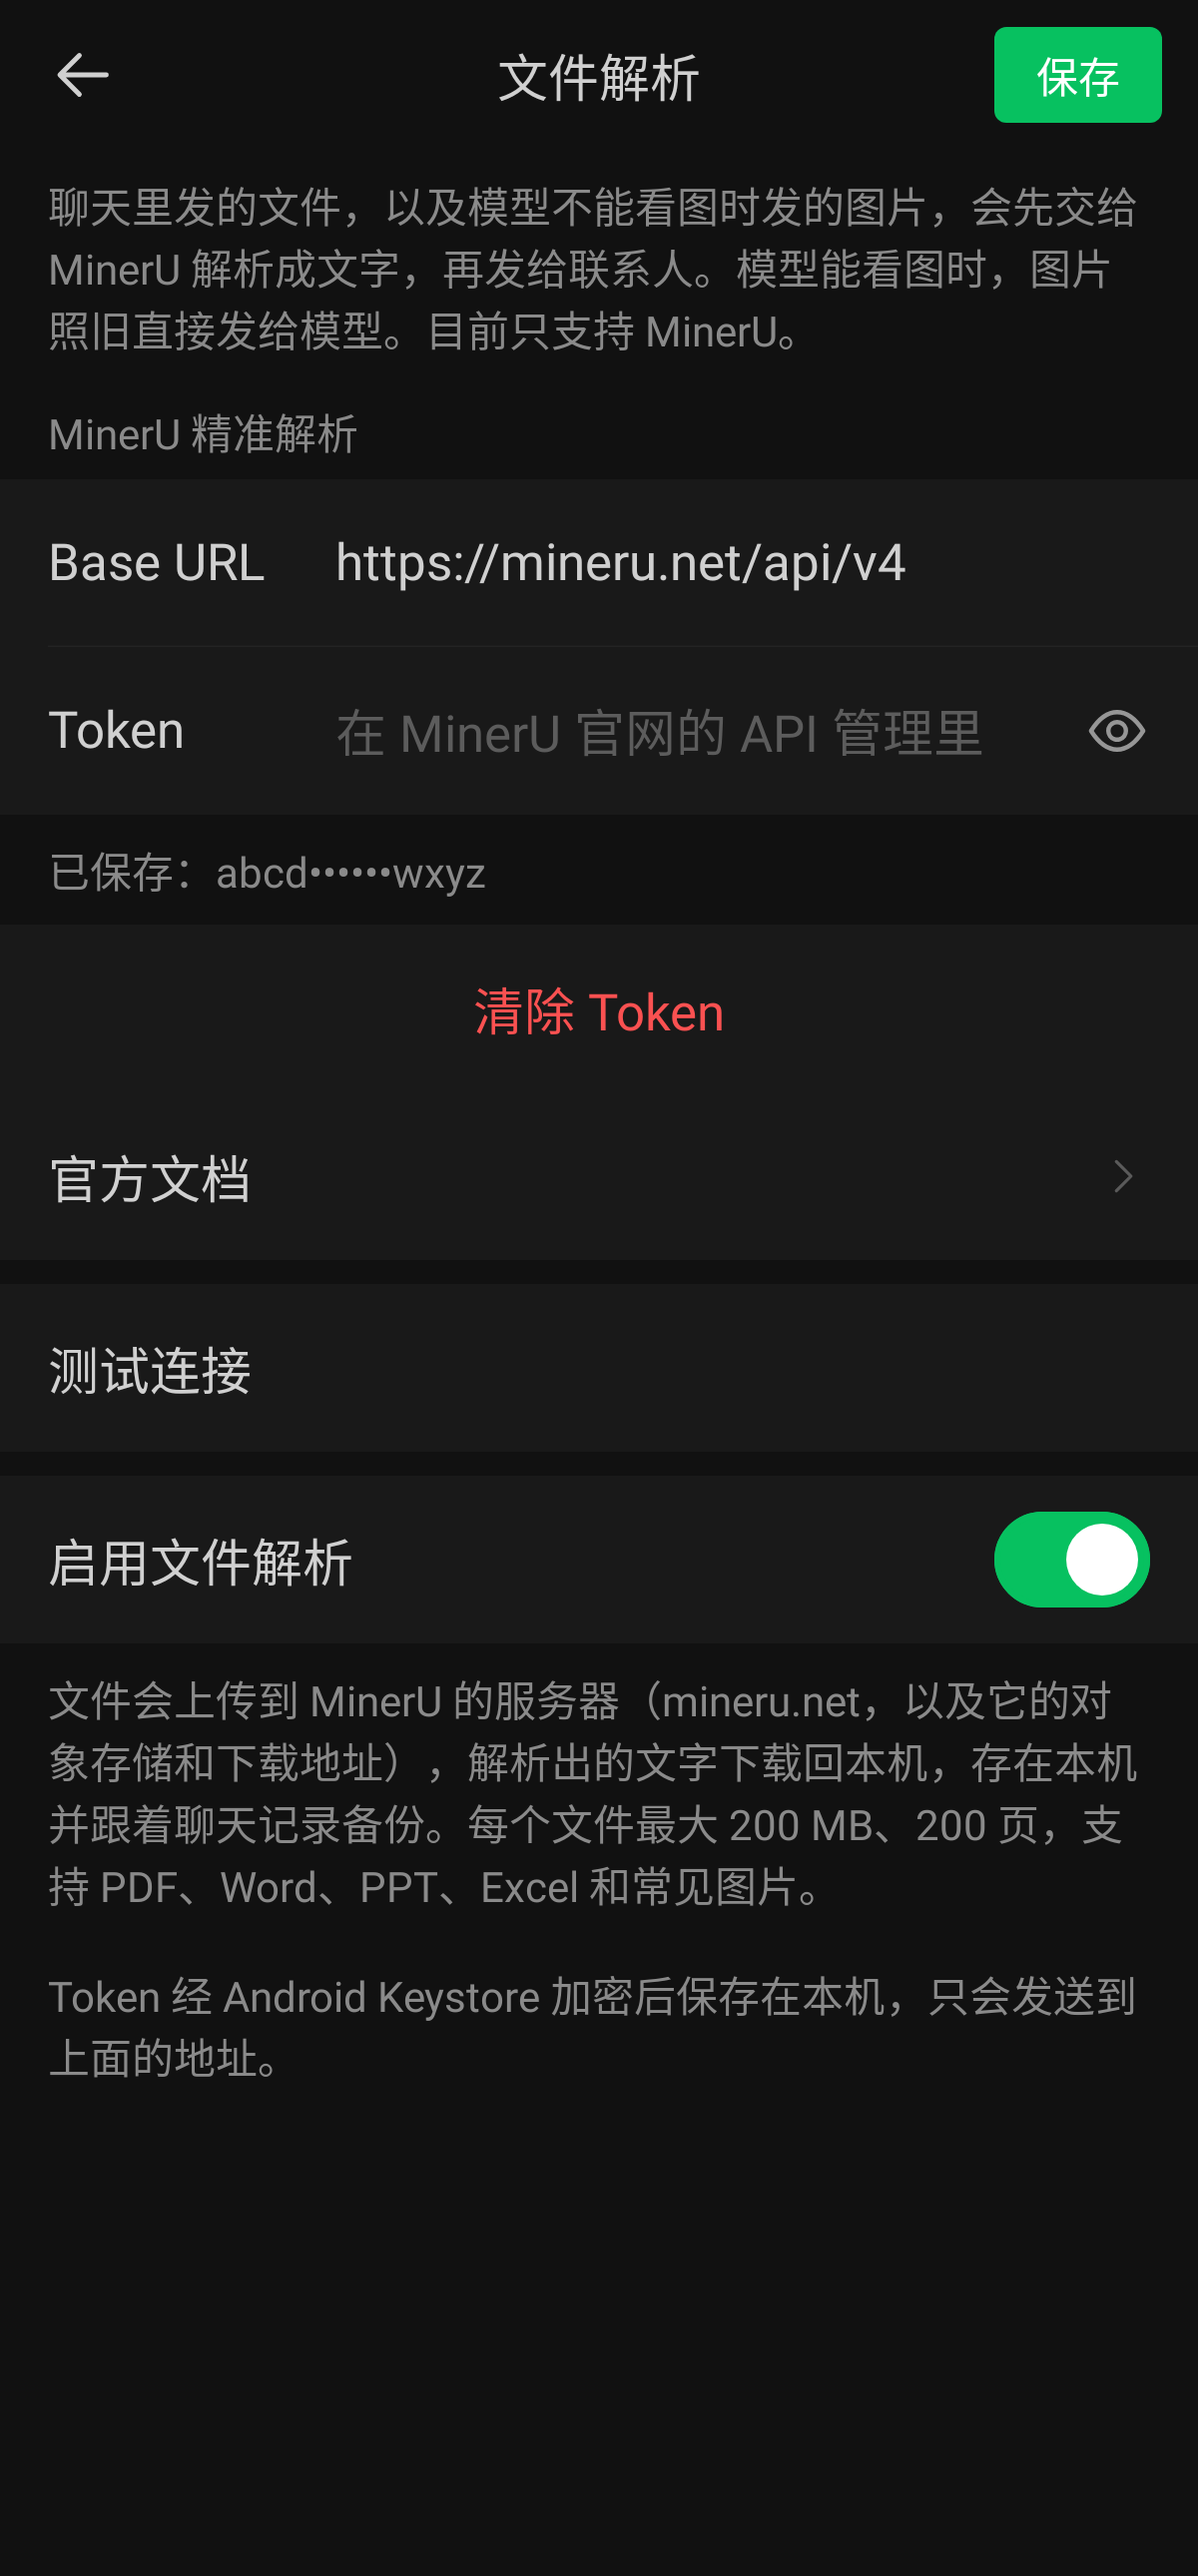 文件解析
保存
聊天里发的文件，以及模型不能看图时发的图片，会先交给
MinerU 解析成文字，再发给联系人。模型能看图时，图片
照旧直接发给模型。目前只支持 MinerU。
MinerU 精准解析
Base URL https://mineru.net/api/v4
Token 在 MinerU 官网的 API 管理里
已保存：abcd••••••wxyz
清除 Token
官方文档
测试连接
启用文件解析
文件会上传到 MinerU 的服务器（mineru.net，以及它的对
象存储和下载地址），解析出的文字下载回本机，存在本机
并跟着聊天记录备份。每个文件最大 200 MB、200 页，支
持 PDF、Word、PPT、Excel 和常见图片。
Token 经 Android Keystore 加密后保存在本机，只会发送到
上面的地址。